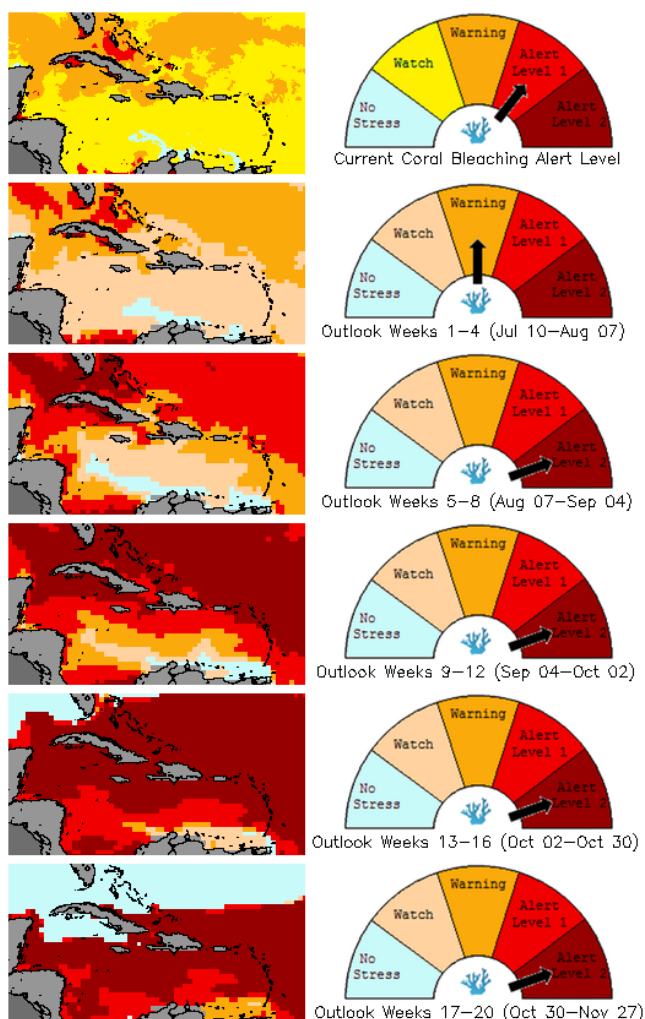 Warning
Watch
Alert
Level 1
No
Stress
Alert
Level 2
Current Coral Bleaching Alert Level
Warning
Watch
Alert
Level 1
No
Stress
Alert
Level 2
Outlook Weeks 1-4 (Jul 10-Aug 07)
Warning
Watch
Alert
Level 1
No
Stress
Alert
Level 2
Outlook Weeks 5-8 (Aug 07-Sep 04)
Warning
Watch
Alert
Level 1
No
Stress
Alert
Level 2
Outlook Weeks 9-12 (Sep 04-Oct 02)
Warning
Watch
Alert
Level 1
No
Stress
Alert
Level 2
Outlook Weeks 13-16 (Oct 02-Oct 30)
Warning
Watch
Alert
Level 1
No
Stress
Alert
Level 2
Outlook Weeks 17-20 (Oct 30-Nov 27)